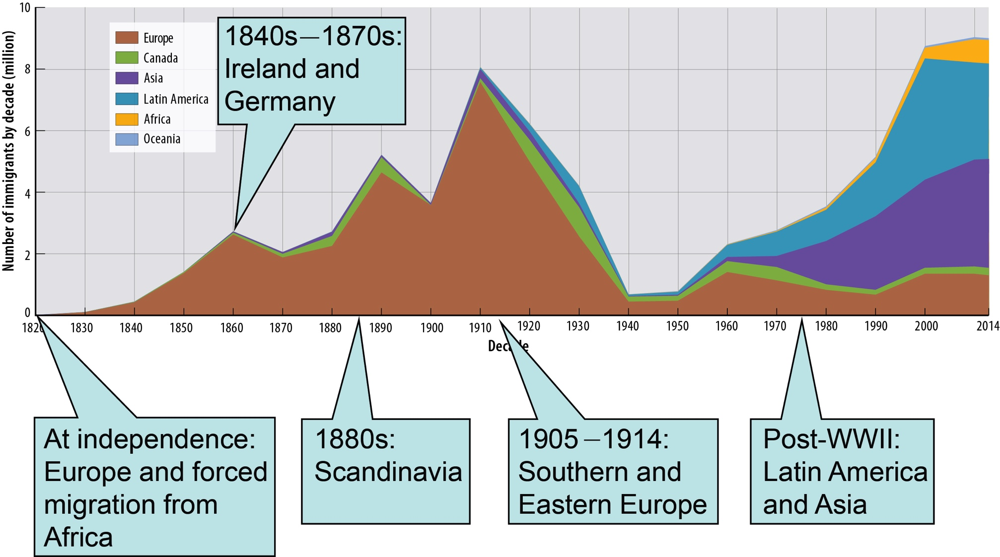 Number of immigrants by decade (million)
10
8
6
4
2
0
Europe
Canada
Asia
Latin America
Africa
Oceania
1840s—1870s:
Ireland and
Germany
1820 1830 1840 1850 1860 1870 1880 1890 1900 1910 1920 1930 1940 1950 1960 1970 1980 1990 2000 2014
Decade
At independence:
Europe and forced
migration from
Africa
1880s:
Scandinavia
1905—1914:
Southern and
Eastern Europe
Post-WWII:
Latin America
and Asia